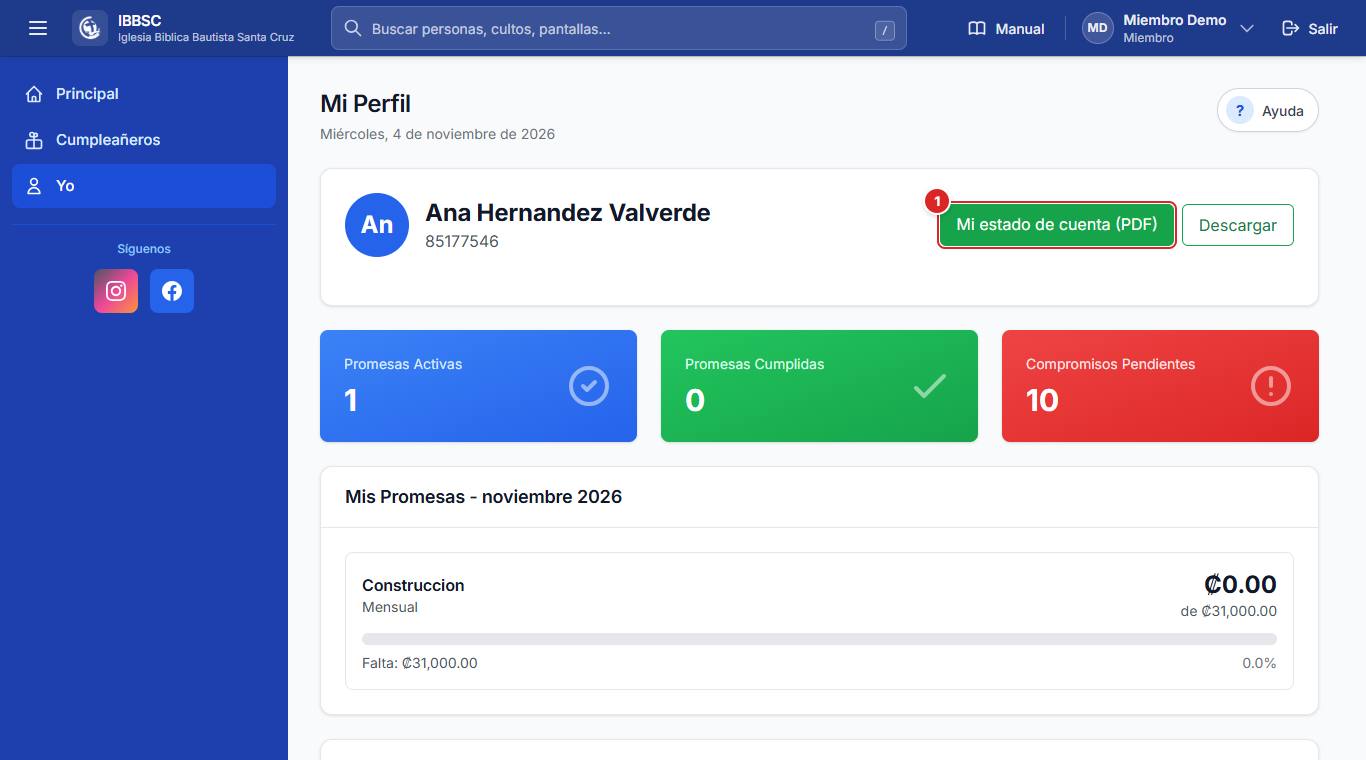 IBBSC
Iglesia Biblica Bautista Santa Cruz
Buscar personas, cultos, pantallas...
/
Manual
MD
Miembro Demo
Miembro
Salir
Principal
Cumpleañeros
Yo
Síguenos
Mi Perfil
Miércoles, 4 de noviembre de 2026
? Ayuda
An
Ana Hernandez Valverde
85177546
1
Mi estado de cuenta (PDF)
Descargar
Promesas Activas
1
Promesas Cumplidas
0
Compromisos Pendientes
10
Mis Promesas - noviembre 2026
Construccion
Mensual
₡0.00
de ₡31,000.00
Falta: ₡31,000.00
0.0%